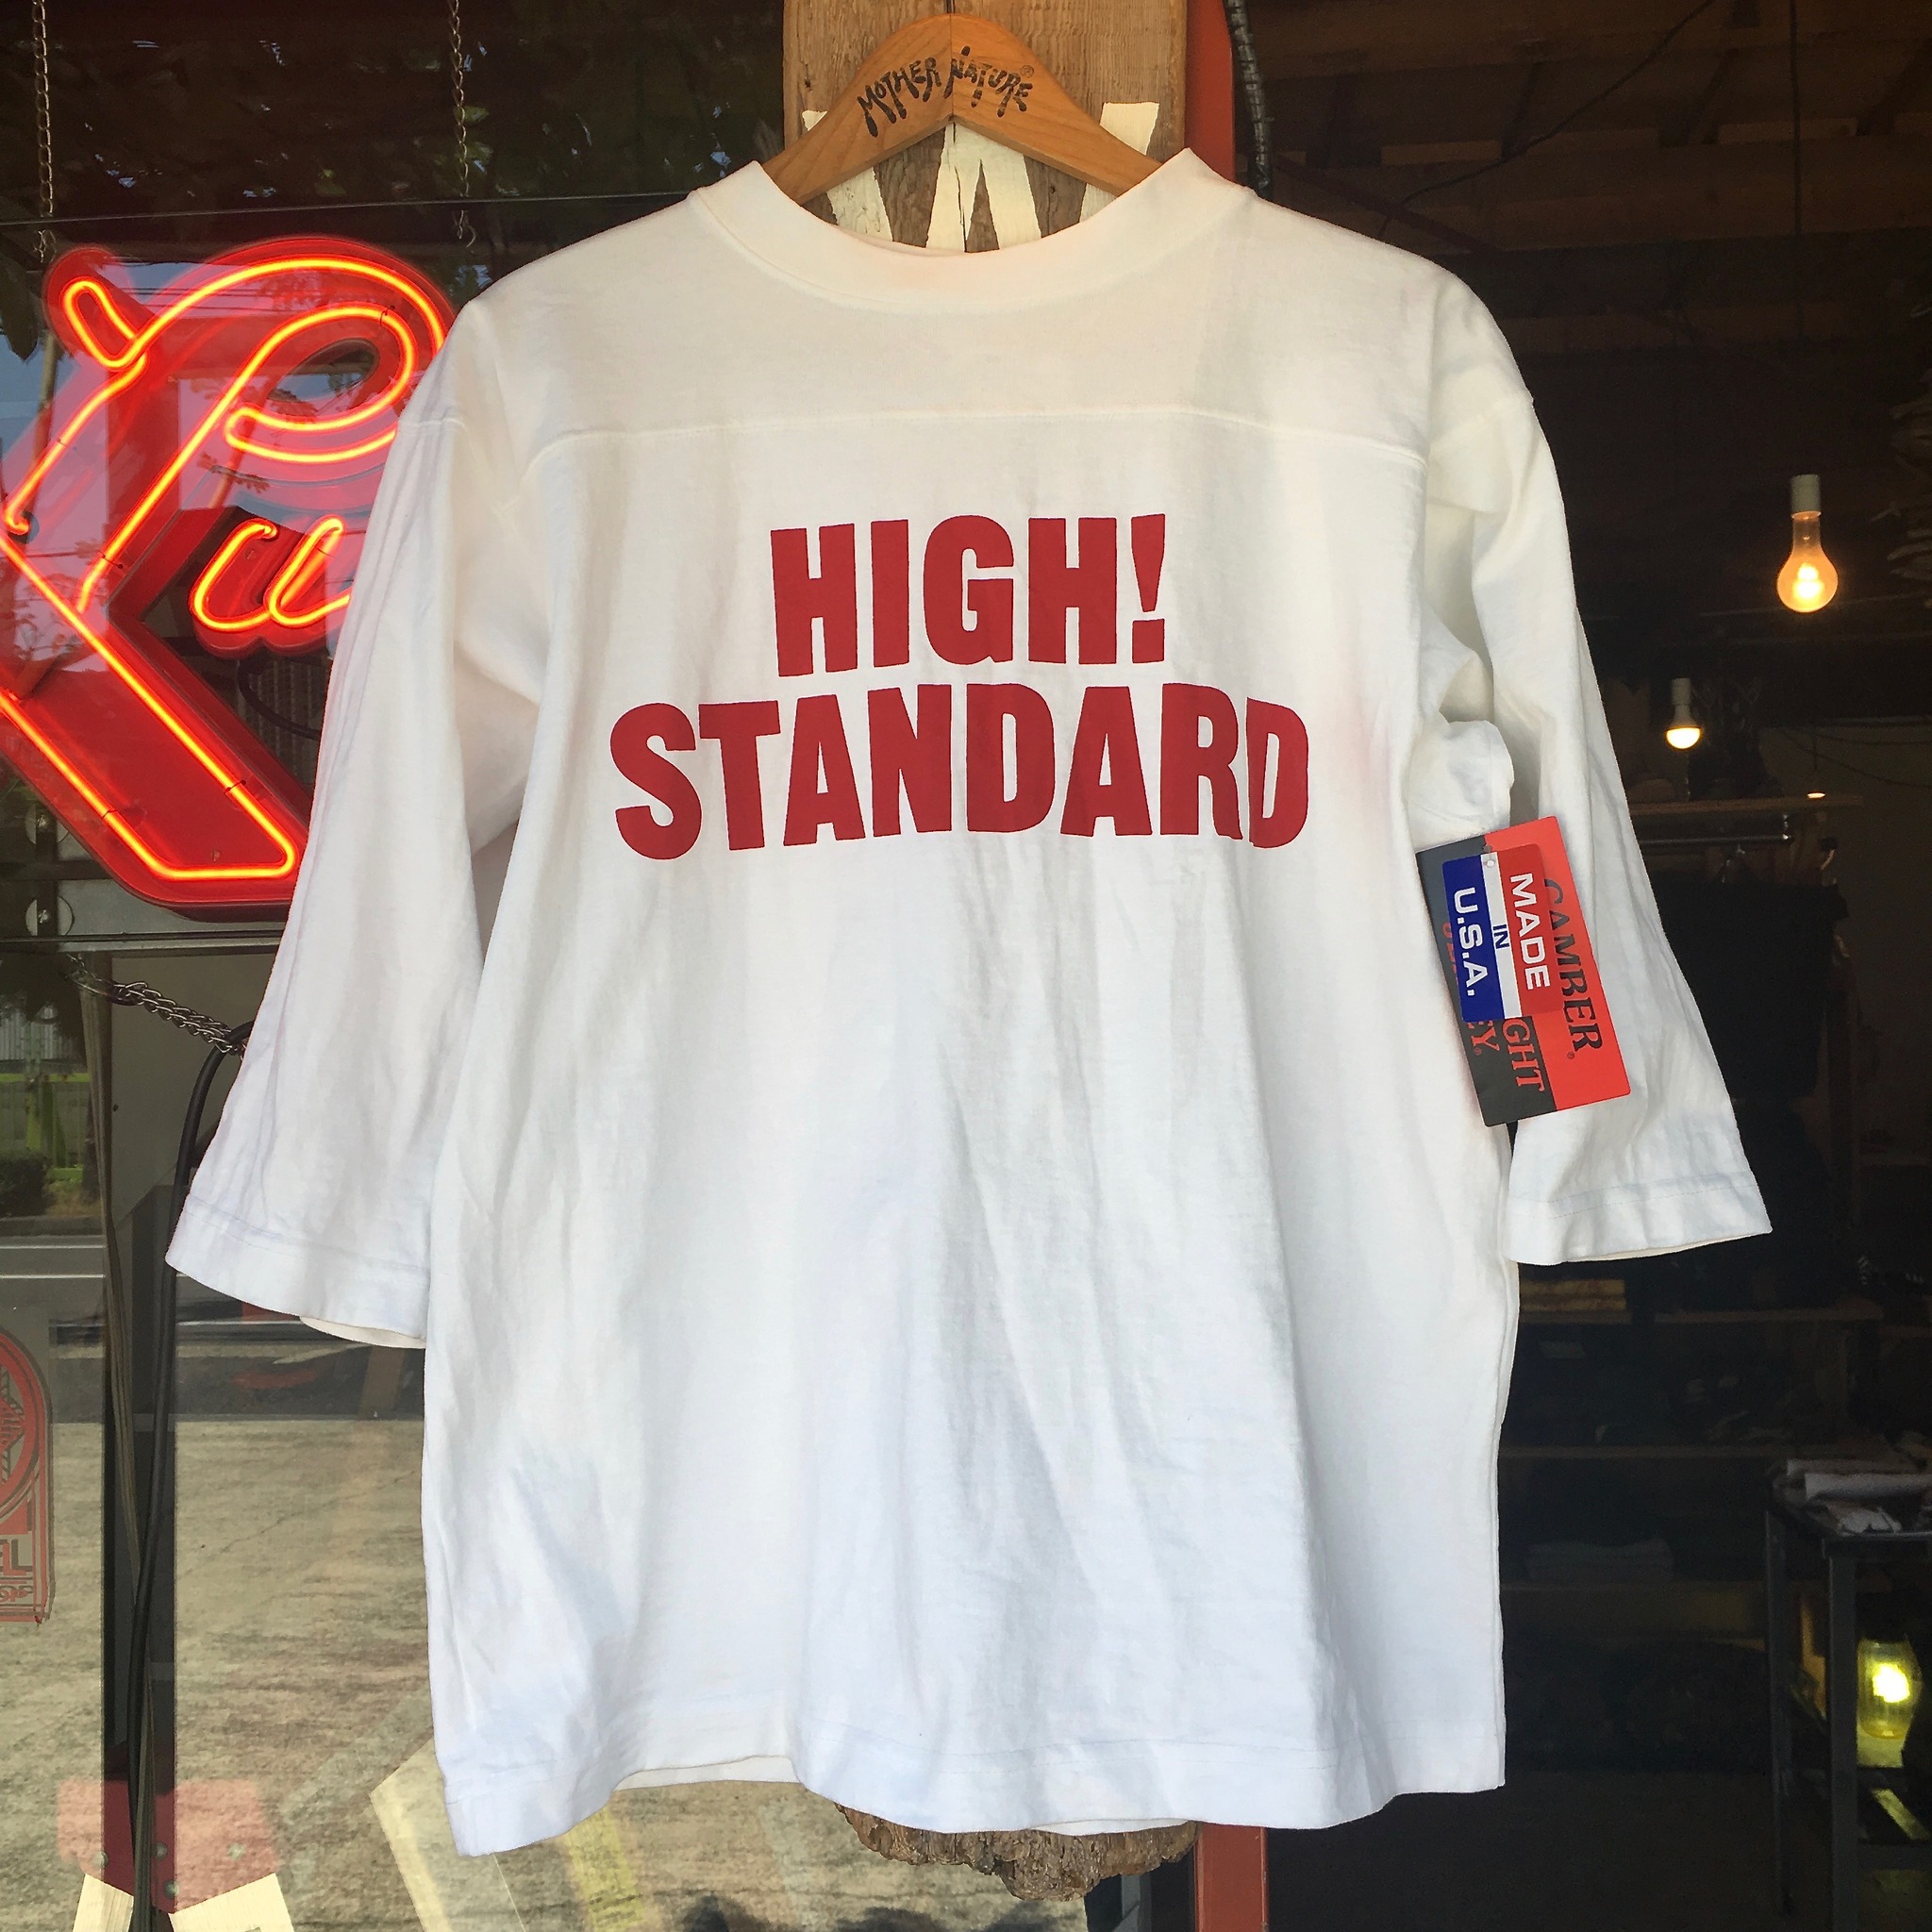 MOTHER NATURE®
HIGH!
STANDARD
MADE
IN
U.S.A.
CAMBER®